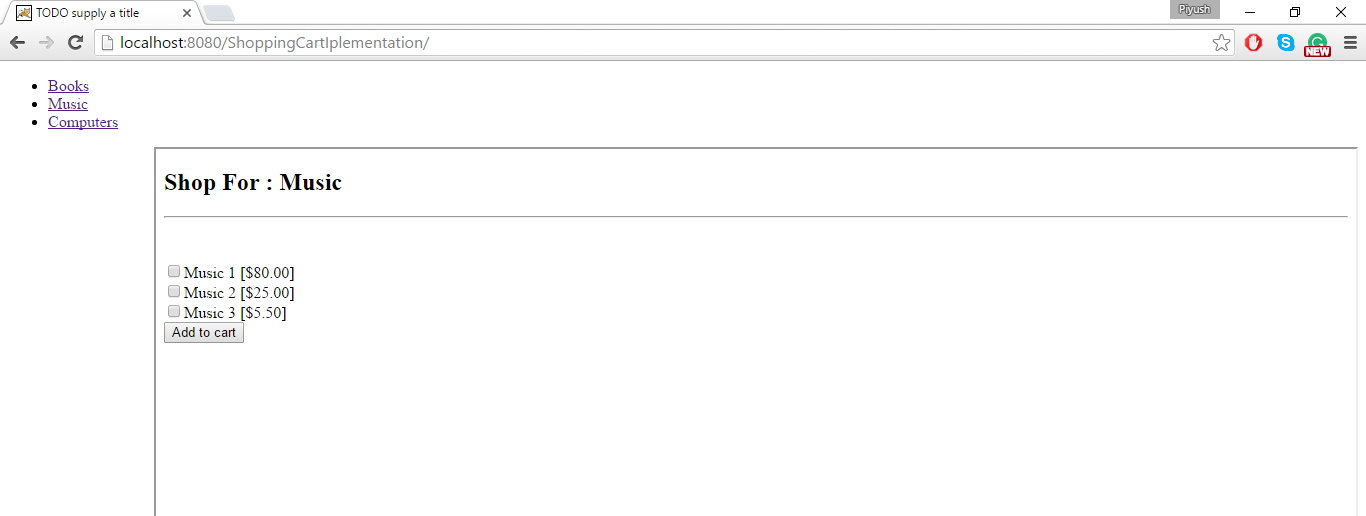 TODO supply a title
Piyush
localhost:8080/ShoppingCartIplementation/
NEW
Books
Music
Computers
Shop For : Music
Music 1 [$80.00]
Music 2 [$25.00]
Music 3 [$5.50]
Add to cart